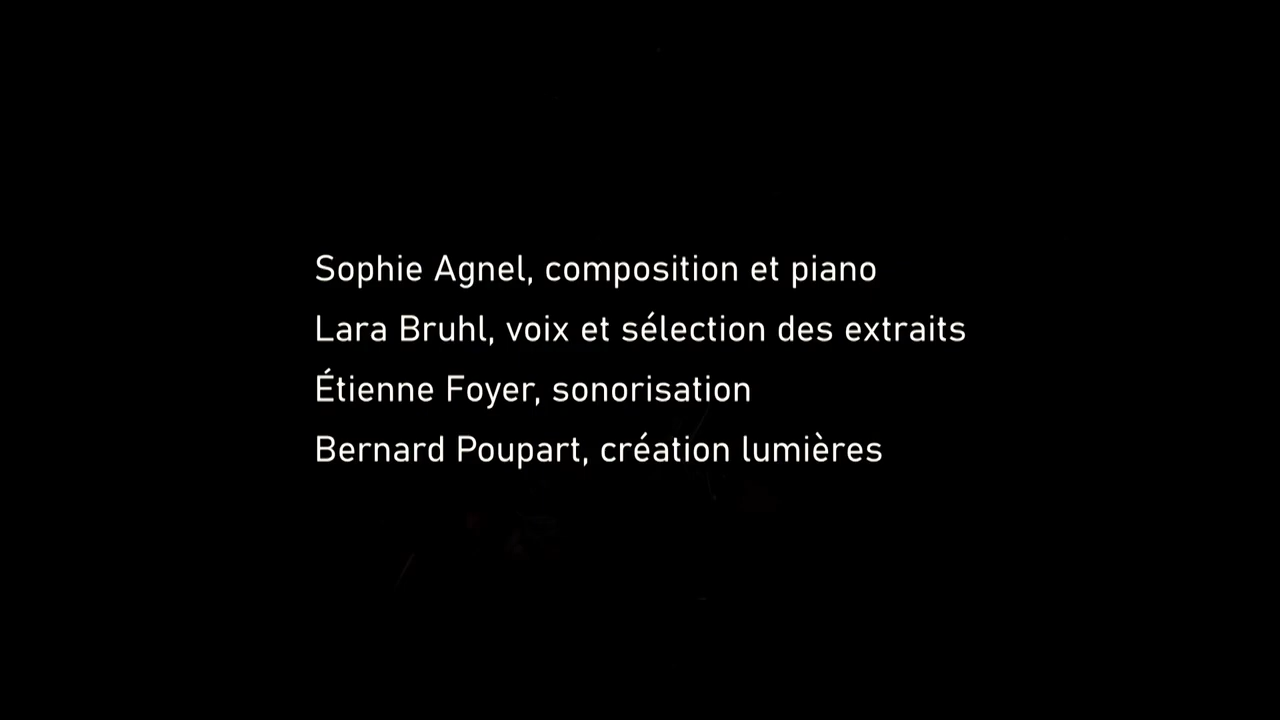 Sophie Agnel, composition et piano
Lara Bruhl, voix et sélection des extraits
Étienne Foyer, sonorisation
Bernard Poupart, création lumières